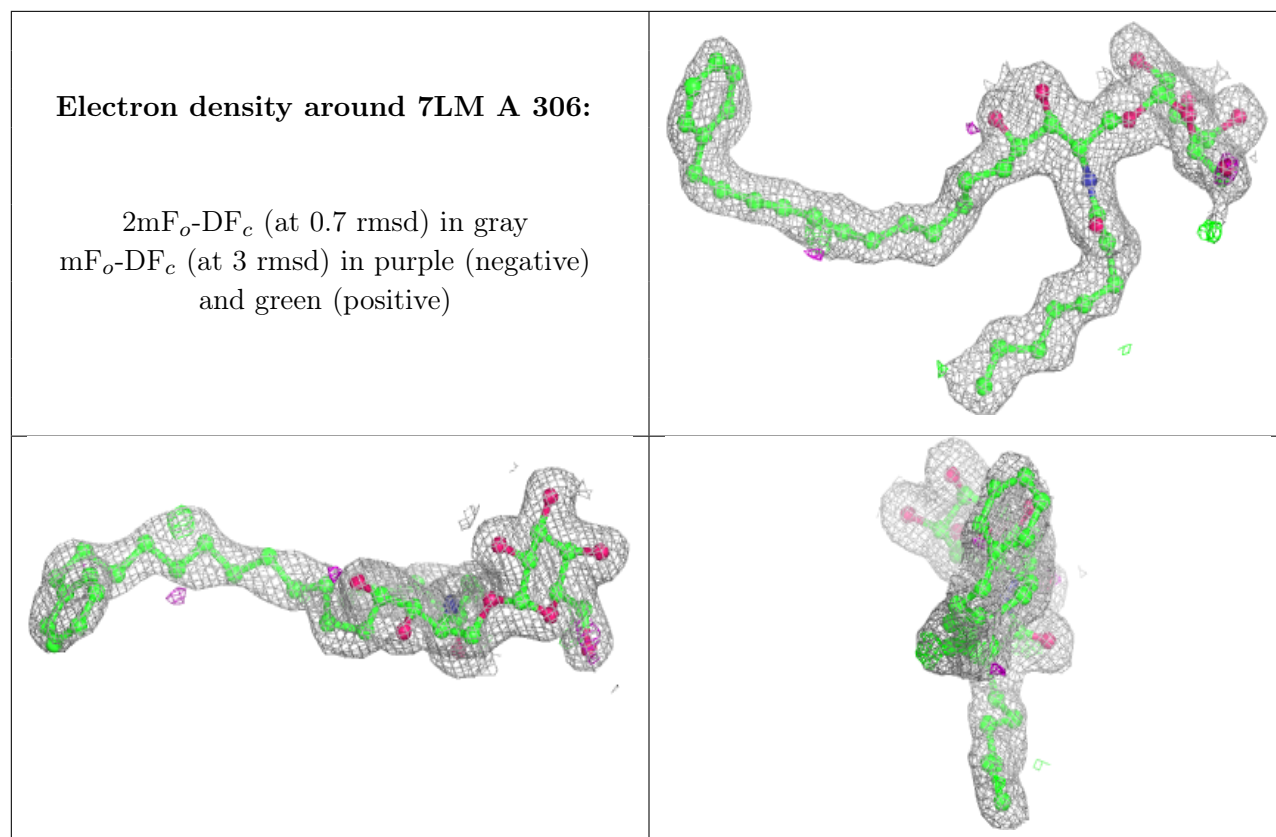 Electron density around 7LM A 306:
2mFo-DFc (at 0.7 rmsd) in gray
mFo-DFc (at 3 rmsd) in purple (negative)
and green (positive)